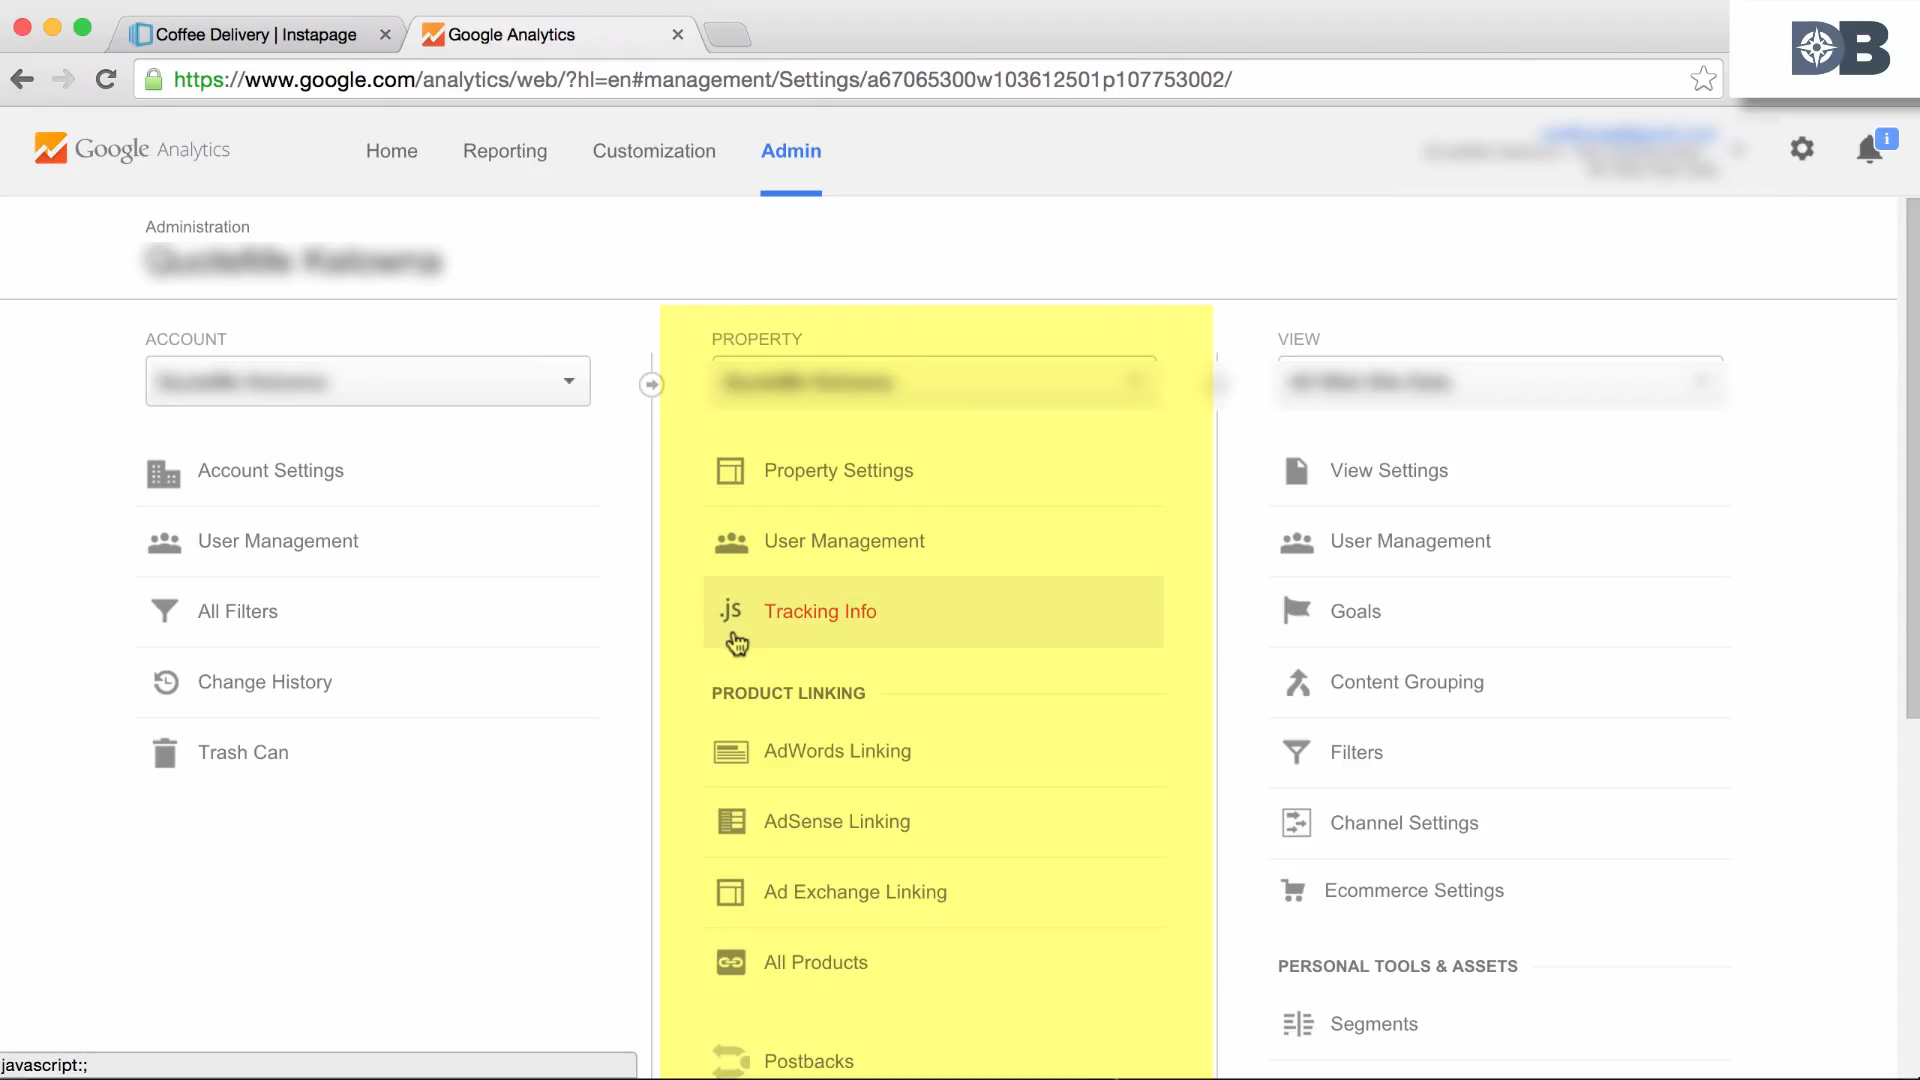 Coffee Delivery | Instapage
Google Analytics
DB
https://www.google.com/analytics/web/?hl=en#management/Settings/a67065300w103612501p107753002/
Google Analytics
Home
Reporting
Customization
Admin
i
Administration
ACCOUNT
Account Settings
User Management
All Filters
Change History
Trash Can
PROPERTY
Property Settings
User Management
.js Tracking Info
PRODUCT LINKING
AdWords Linking
AdSense Linking
Ad Exchange Linking
All Products
Postbacks
VIEW
View Settings
User Management
Goals
Content Grouping
Filters
Channel Settings
Ecommerce Settings
PERSONAL TOOLS & ASSETS
Segments
javascript:;